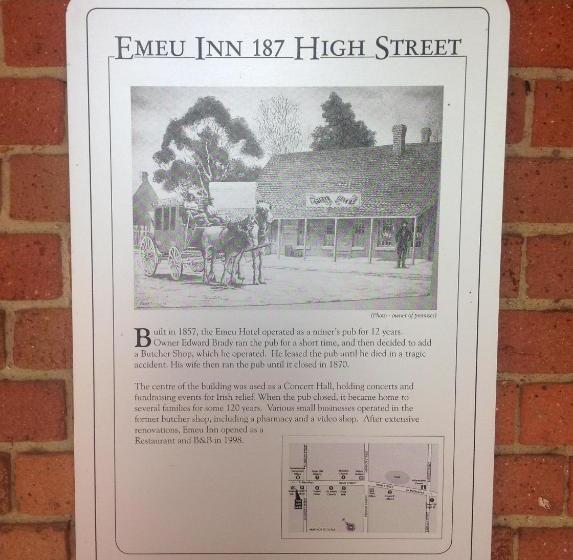 EMEU INN 187 HIGH STREET
(Photo - owner of premises)
Built in 1857, the Emeu Hotel operated as a miner's pub for 12 years.
Owner Edward Brady ran the pub for a short time, and then decided to add
a Butcher Shop, which he operated. He leased the pub until he died in a tragic
accident. His wife then ran the pub until it closed in 1870.
The centre of the building was used as a Concert Hall, holding concerts and
fundraising events for Irish relief. When the pub closed, it became home to
several families for some 120 years. Various small businesses operated in the
former butcher shop, including a pharmacy and a video shop. After extensive
renovations, Emeu Inn opened as a
Restaurant and B&B in 1998.